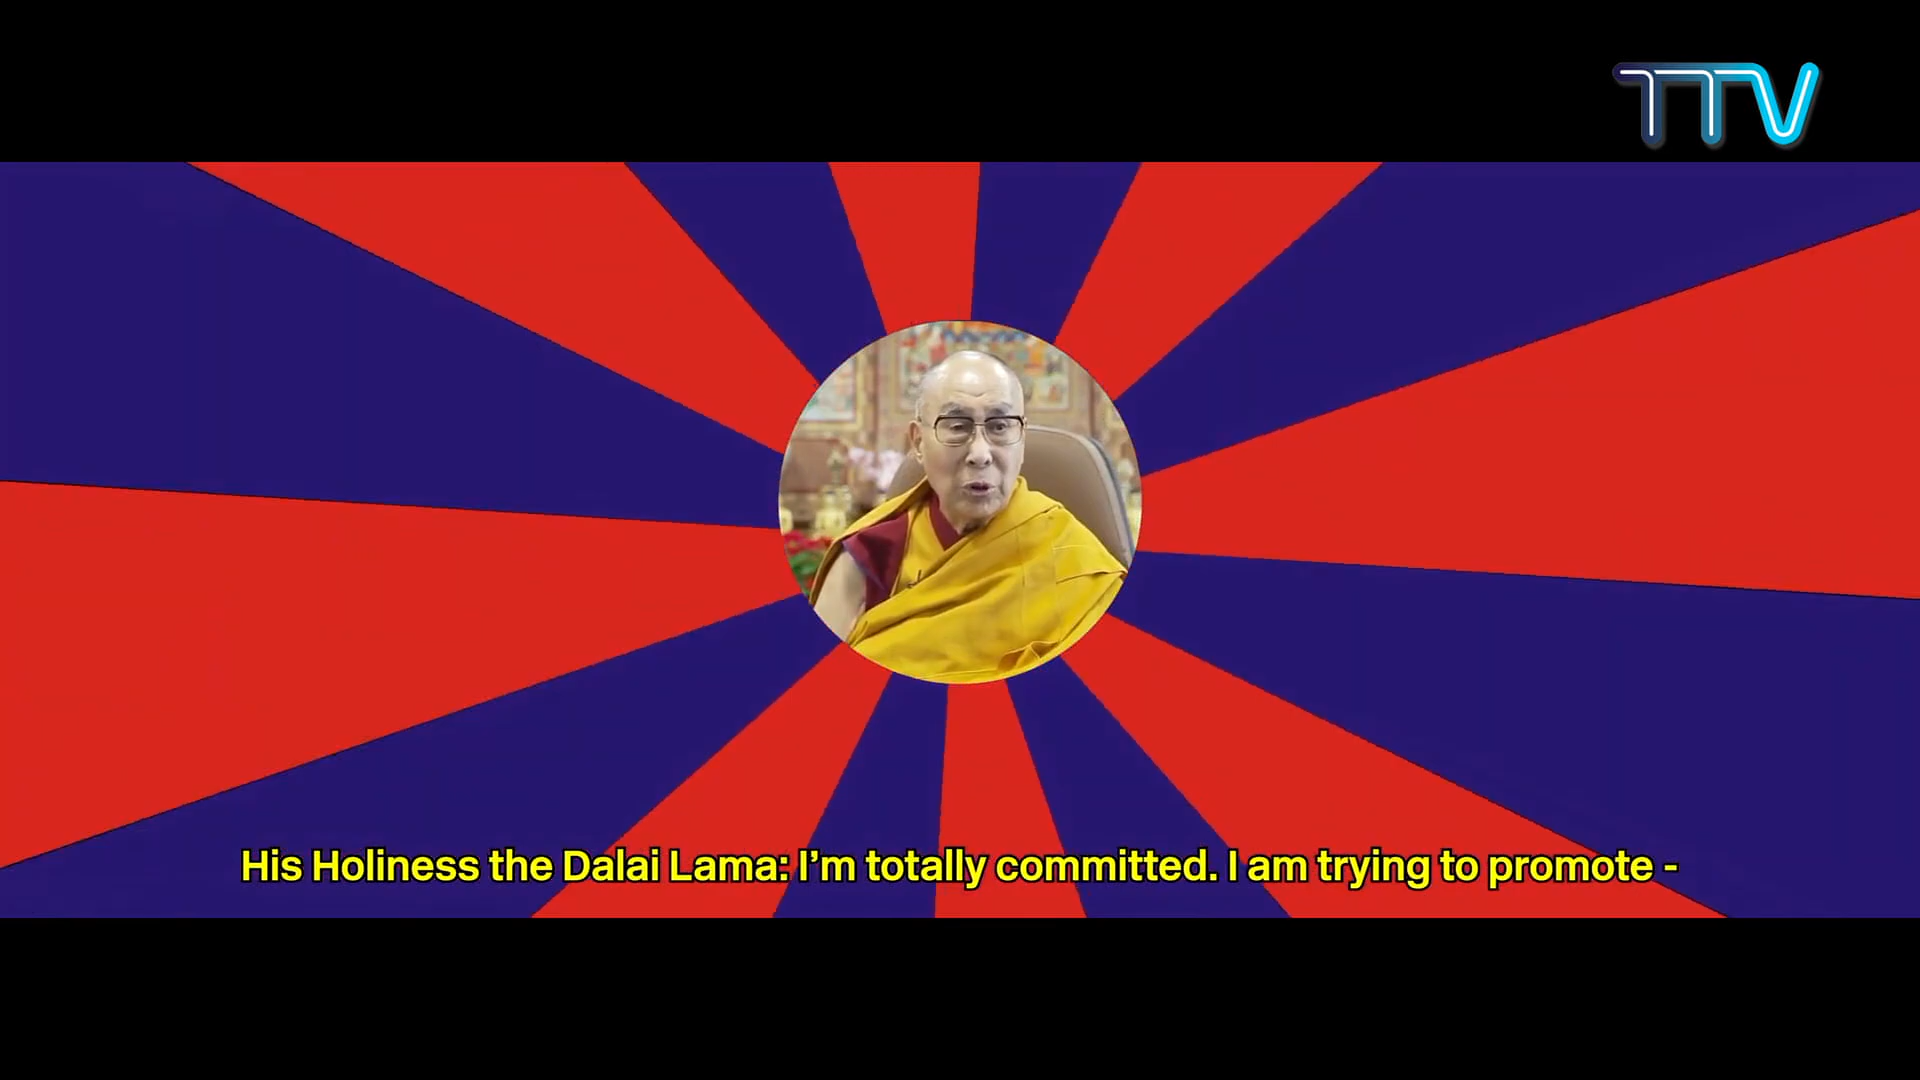 TTV
His Holiness the Dalai Lama: I'm totally committed. I am trying to promote -